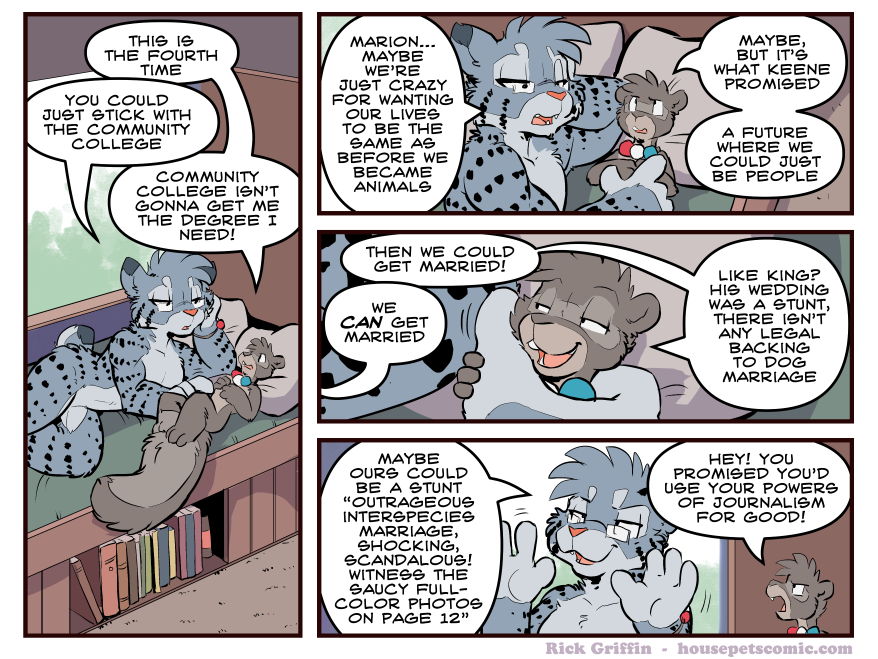 THIS IS
THE FOURTH
TIME
YOU COULD
JUST STICK WITH
THE COMMUNITY
COLLEGE
COMMUNITY
COLLEGE ISN'T
GONNA GET ME
THE DEGREE I
NEED!
MARION...
MAYBE
WE'RE
JUST CRAZY
FOR WANTING
OUR LIVES
TO BE THE
SAME AS
BEFORE WE
BECAME
ANIMALS
MAYBE,
BUT IT'S
WHAT KEENE
PROMISED
A FUTURE
WHERE WE
COULD JUST
BE PEOPLE
THEN WE COULD
GET MARRIED!
WE
CAN GET
MARRIED
LIKE KING?
HIS WEDDING
WAS A STUNT,
THERE ISN'T
ANY LEGAL
BACKING
TO DOG
MARRIAGE
MAYBE
OURS COULD
BE A STUNT
"OUTRAGEOUS
INTERSPECIES
MARRIAGE,
SHOCKING,
SCANDALOUS!
WITNESS THE
SAUCY FULL-
COLOR PHOTOS
ON PAGE 12"
HEY! YOU
PROMISED YOU'D
USE YOUR POWERS
OF JOURNALISM
FOR GOOD!
Rick Griffin - housepetscomic.com